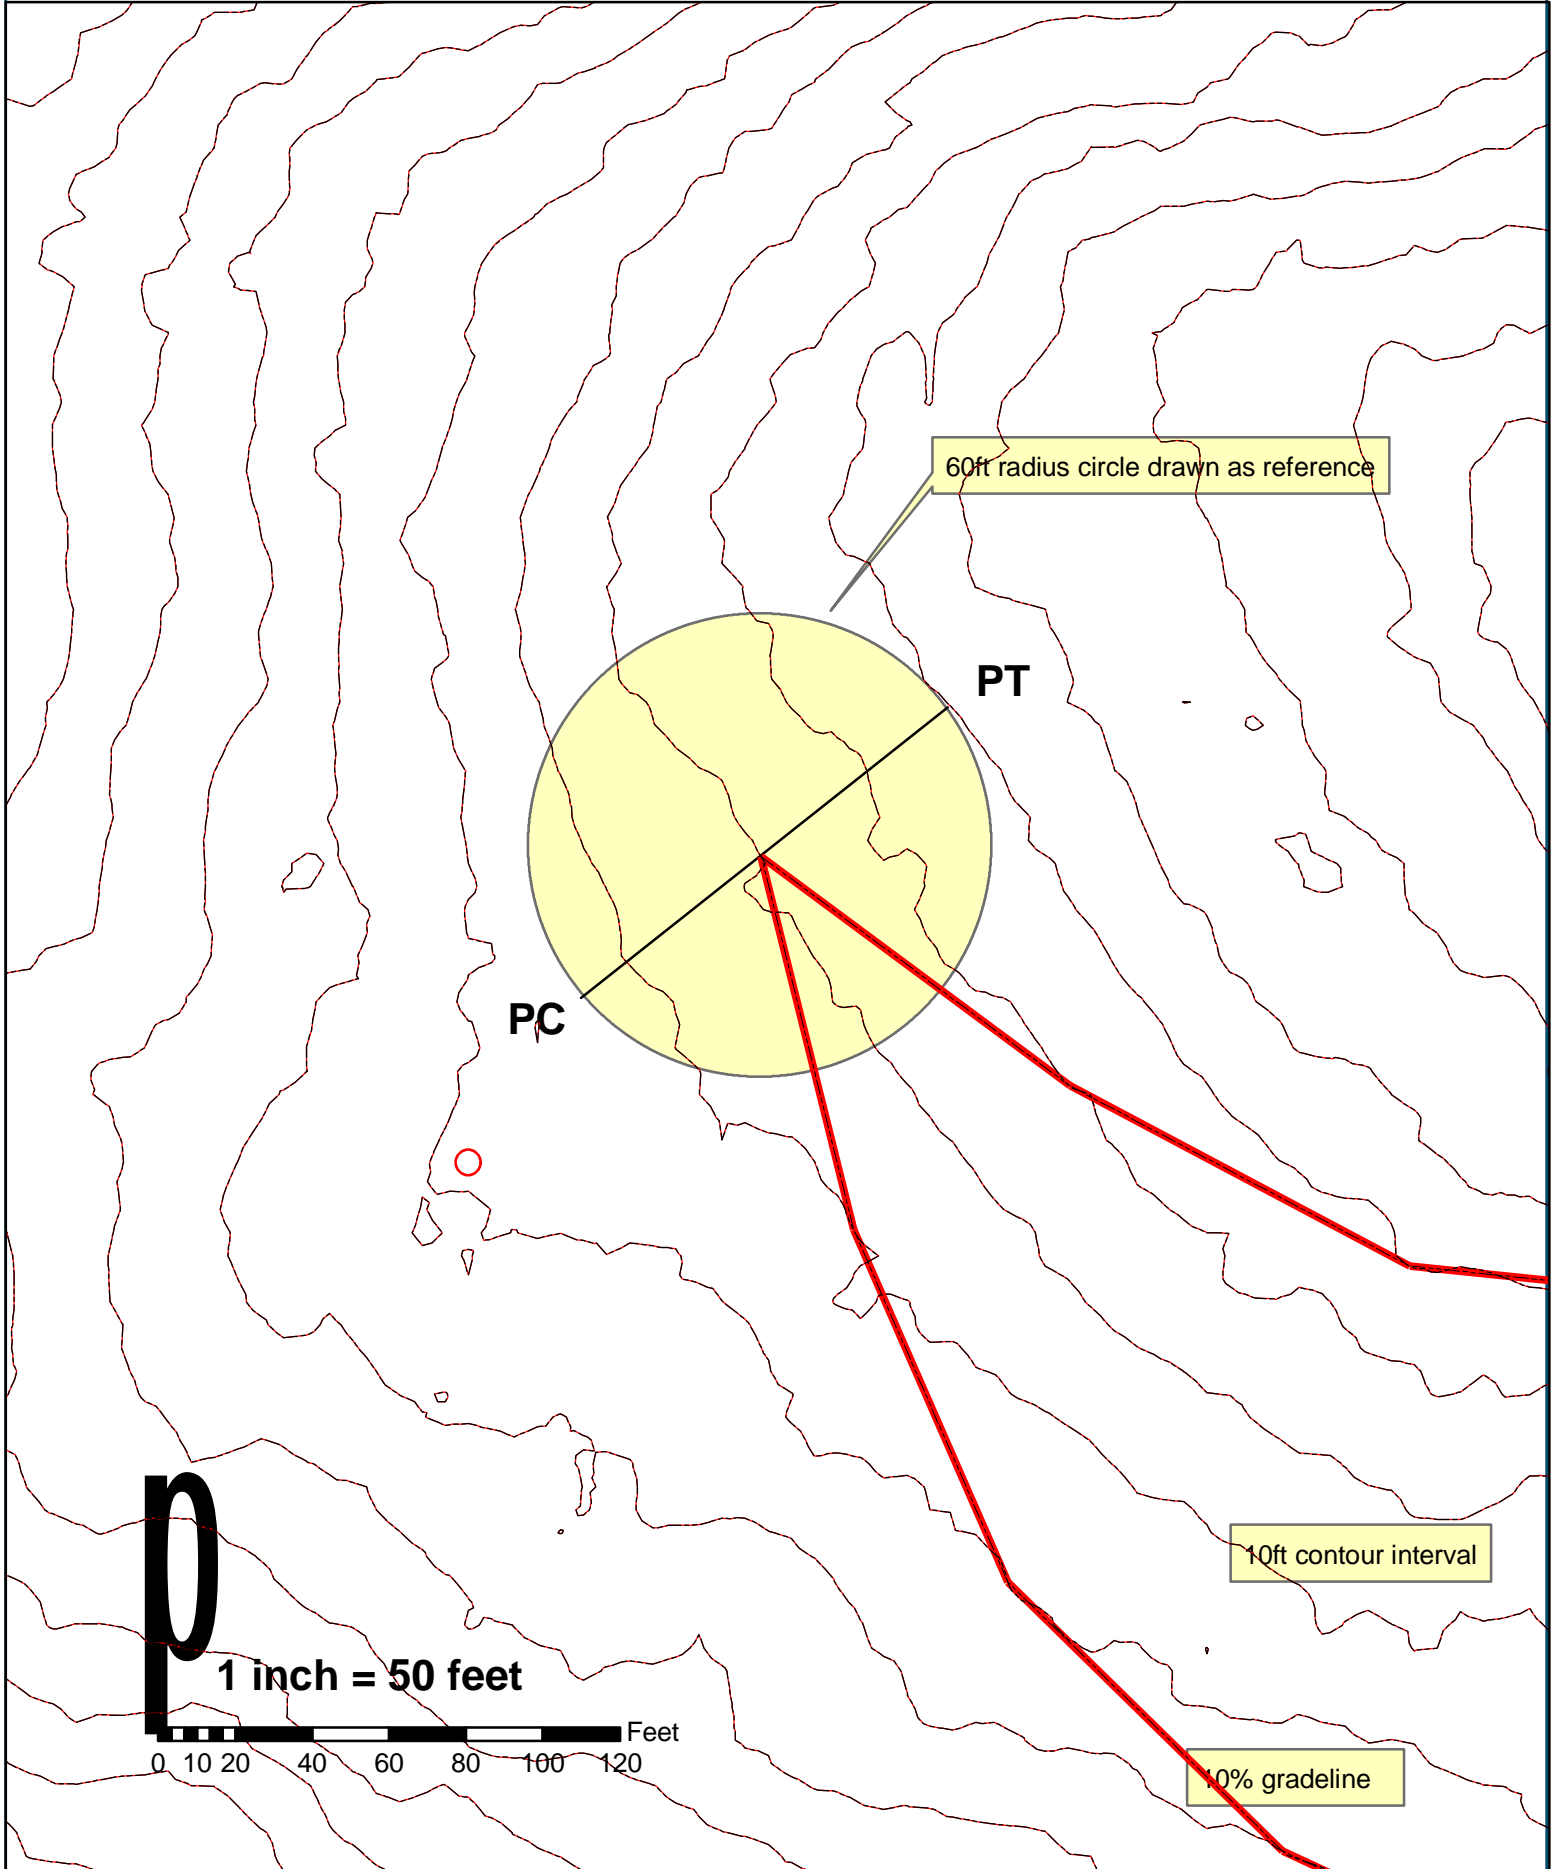 60ft radius circle drawn as reference
PT
PC
10ft contour interval
p
1 inch = 50 feet
Feet
0 10 20 40 60 80 100 120
10% gradeline